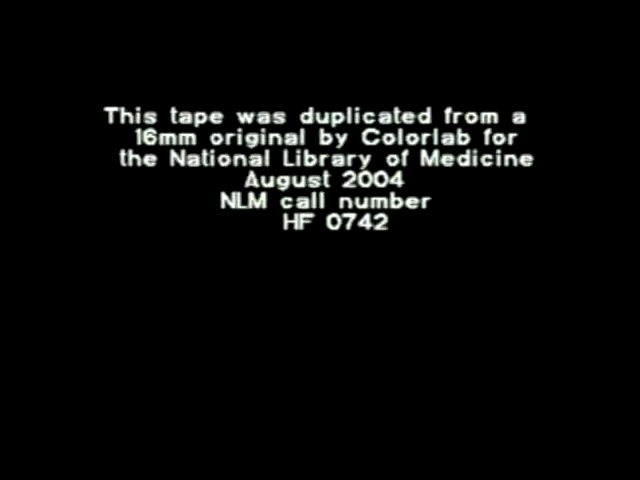 This tape was duplicated from a
16mm original by Colorlab for
the National Library of Medicine
August 2004
NLM call number
HF 0742